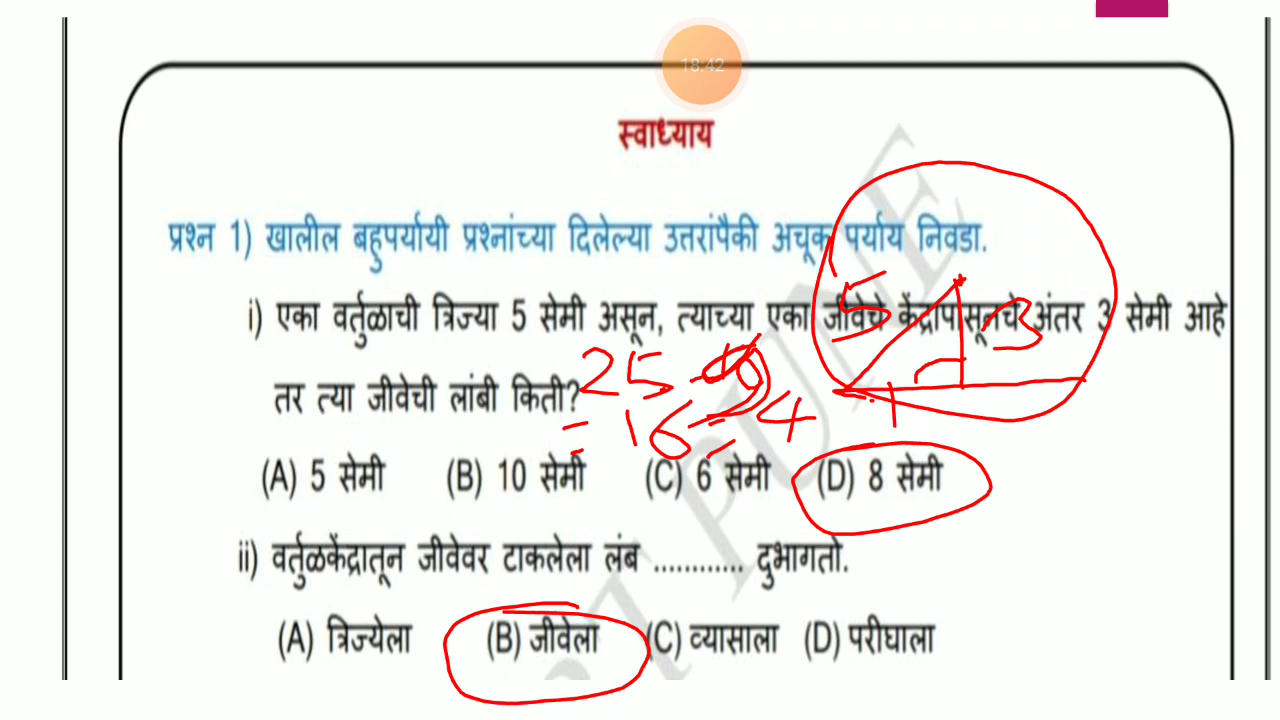 18:42
स्वाध्याय
प्रश्न 1) खालील बहुपर्यायी प्रश्नांच्या दिलेल्या उत्तरांपैकी अचूक पर्याय निवडा.
i) एका वर्तुळाची त्रिज्या 5 सेमी असून, त्याच्या एका जीवेचे केंद्रापासूनचे अंतर 3 सेमी आहे
5
3
तर त्या जीवेची लांबी किती?
25 - 9
= 16 = 4
(A) 5 सेमी (B) 10 सेमी (C) 6 सेमी (D) 8 सेमी
ii) वर्तुळकेंद्रातून जीवेवर टाकलेला लंब ............ दुभागतो.
(A) त्रिज्येला (B) जीवेला (C) व्यासाला (D) परीघाला